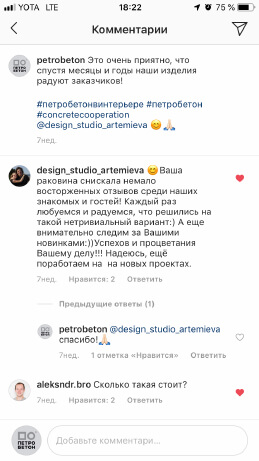 YOTA LTE 18:22 75 %
Комментарии
petrobeton Это очень приятно, что
спустя месяцы и годы наши изделия
радуют заказчиков!
#петробетонвинтерьере #петробетон
#concretecooperation
@design_studio_artemieva 😊🙏🏻
7нед.
design_studio_artemieva 😊Ваша
раковина снискала немало
восторженных отзывов среди наших
знакомых и гостей! Каждый раз
любуемся и радуемся, что решились на
такой нетривиальный вариант:) А еще
внимательно следим за Вашими
новинками:))Успехов и процветания
Вашему делу!!! Надеюсь, ещё
поработаем на на новых проектах.
7нед. Нравится: 2 Ответить
Предыдущие ответы (1)
petrobeton @design_studio_artemieva
спасибо!🙏🏻
7нед. 1 отметка «Нравится» Ответить
aleksndr.bro Сколько такая стоит?
7нед. Нравится: 2 Ответить
ПЕТРО
БЕТОН
Добавьте комментари...